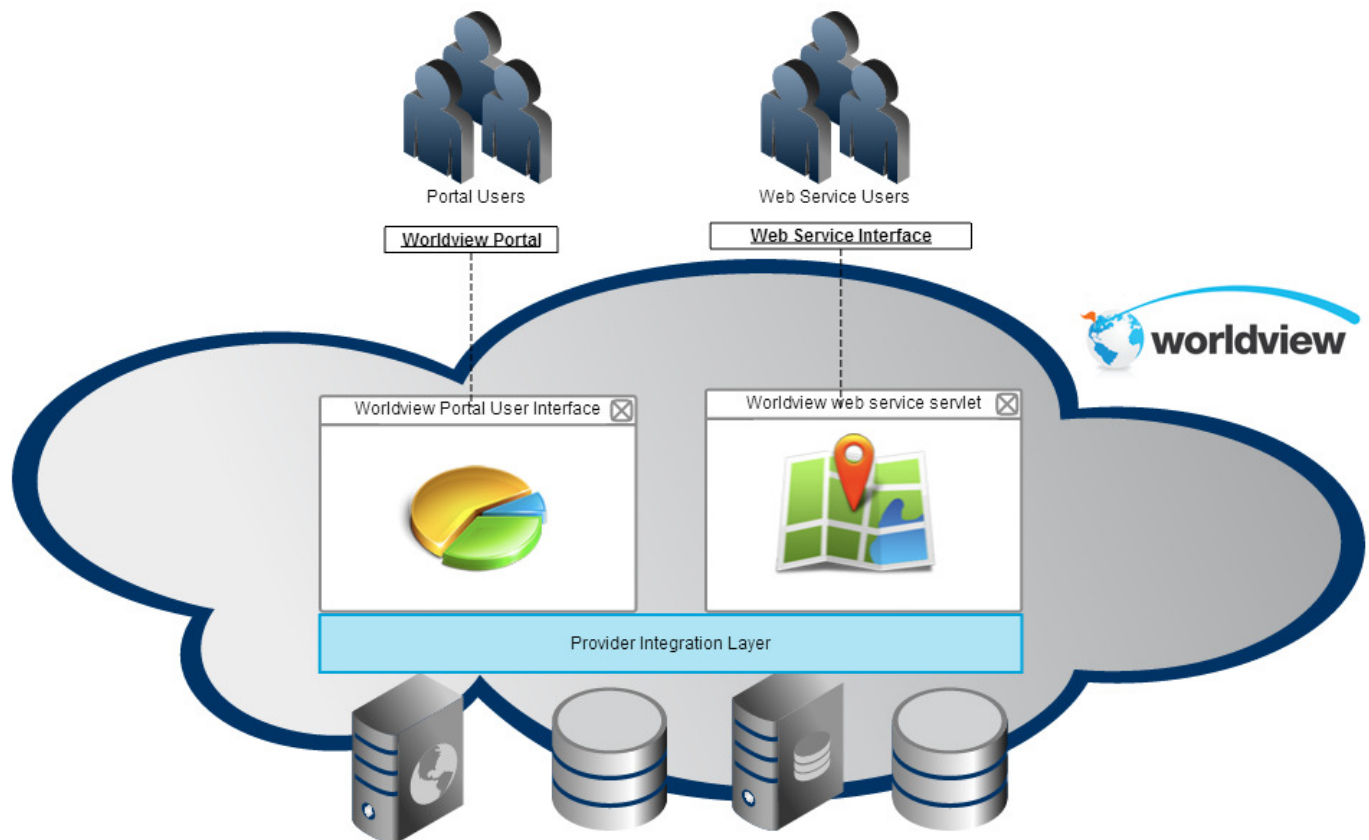 Portal Users
Web Service Users
Worldview Portal
Web Service Interface
worldview
Worldview Portal User Interface
Worldview web service servlet
Provider Integration Layer